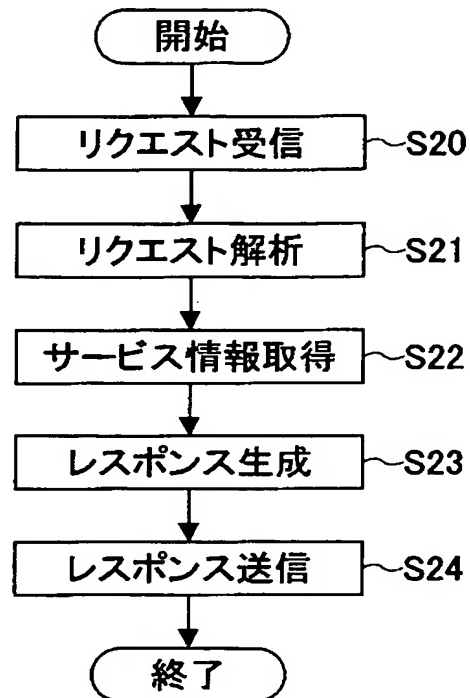 開始
リクエスト受信 ~S20
リクエスト解析 ~S21
サービス情報取得 ~S22
レスポンス生成 ~S23
レスポンス送信 ~S24
終了